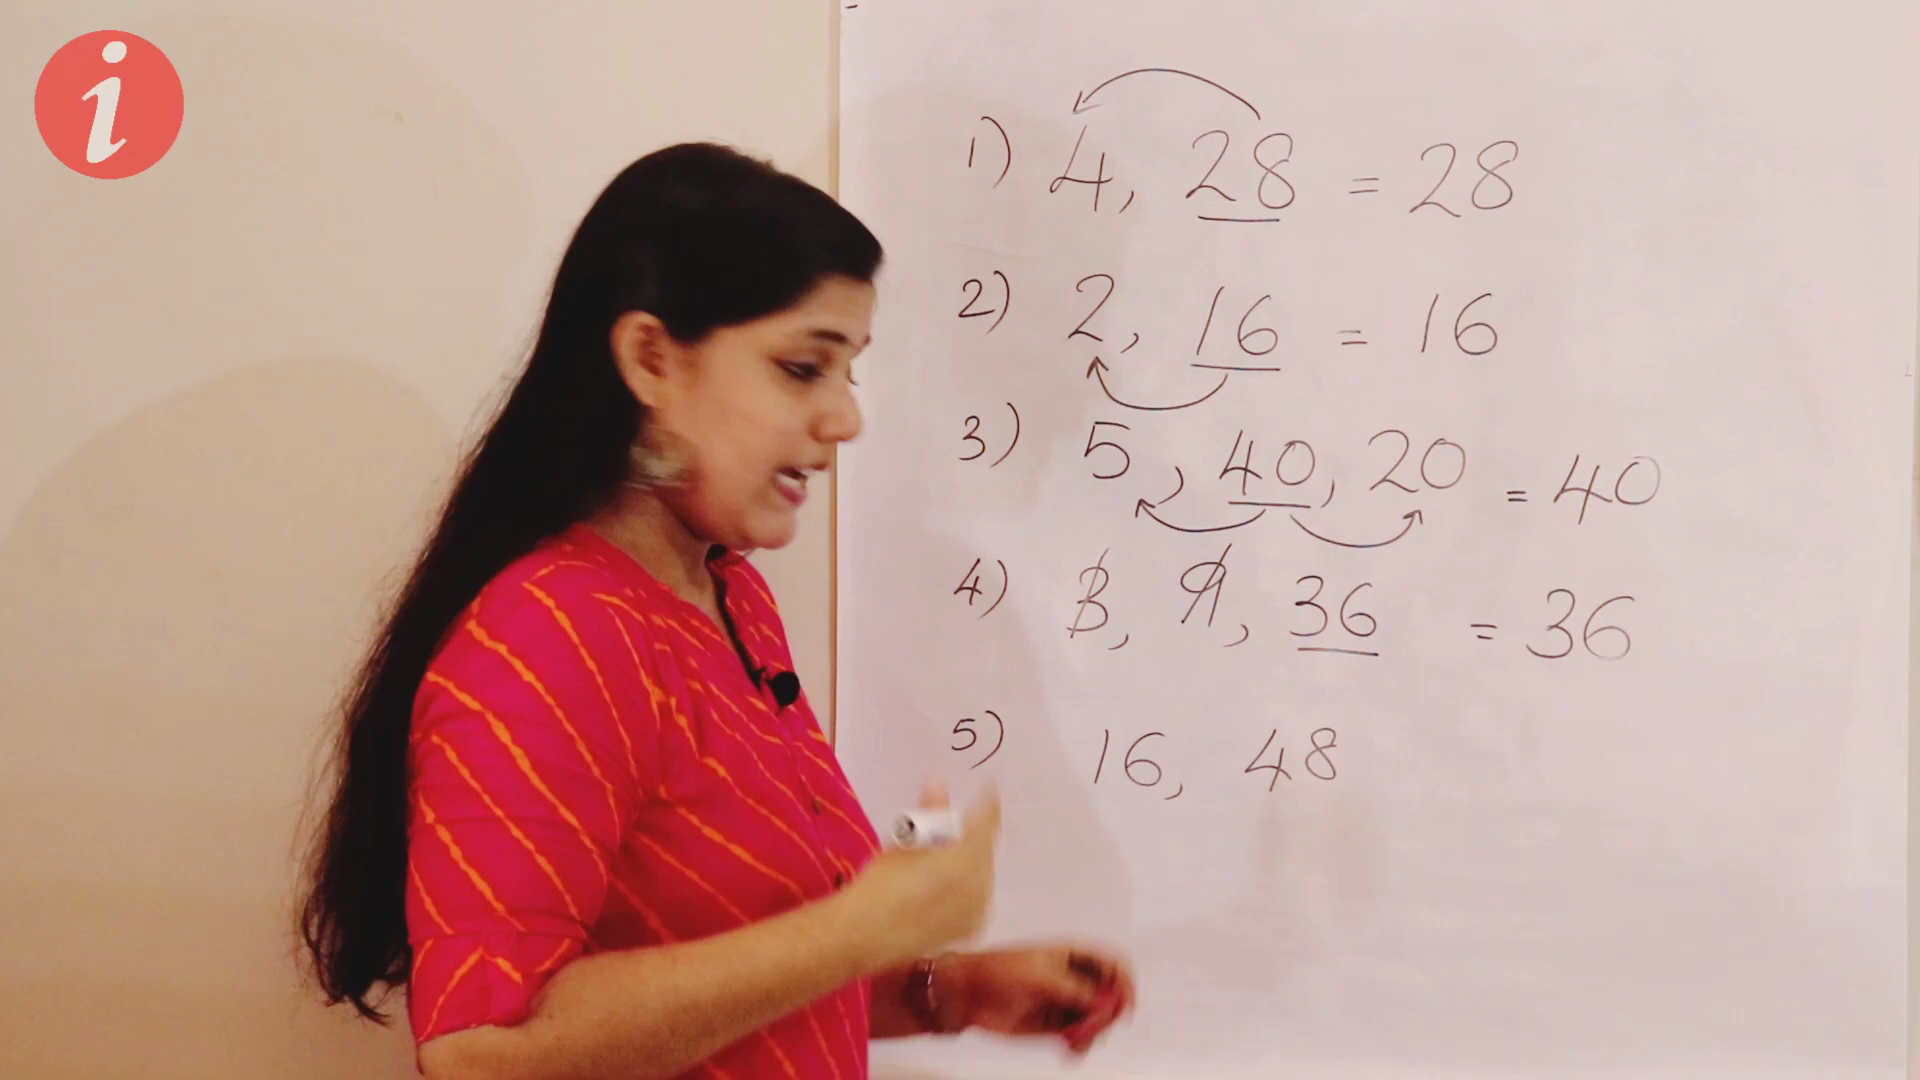 i
1) 4, 28 = 28
2) 2, 16 = 16
3) 5, 40, 20 = 40
4) 3, 9, 36 = 36
5) 16, 48